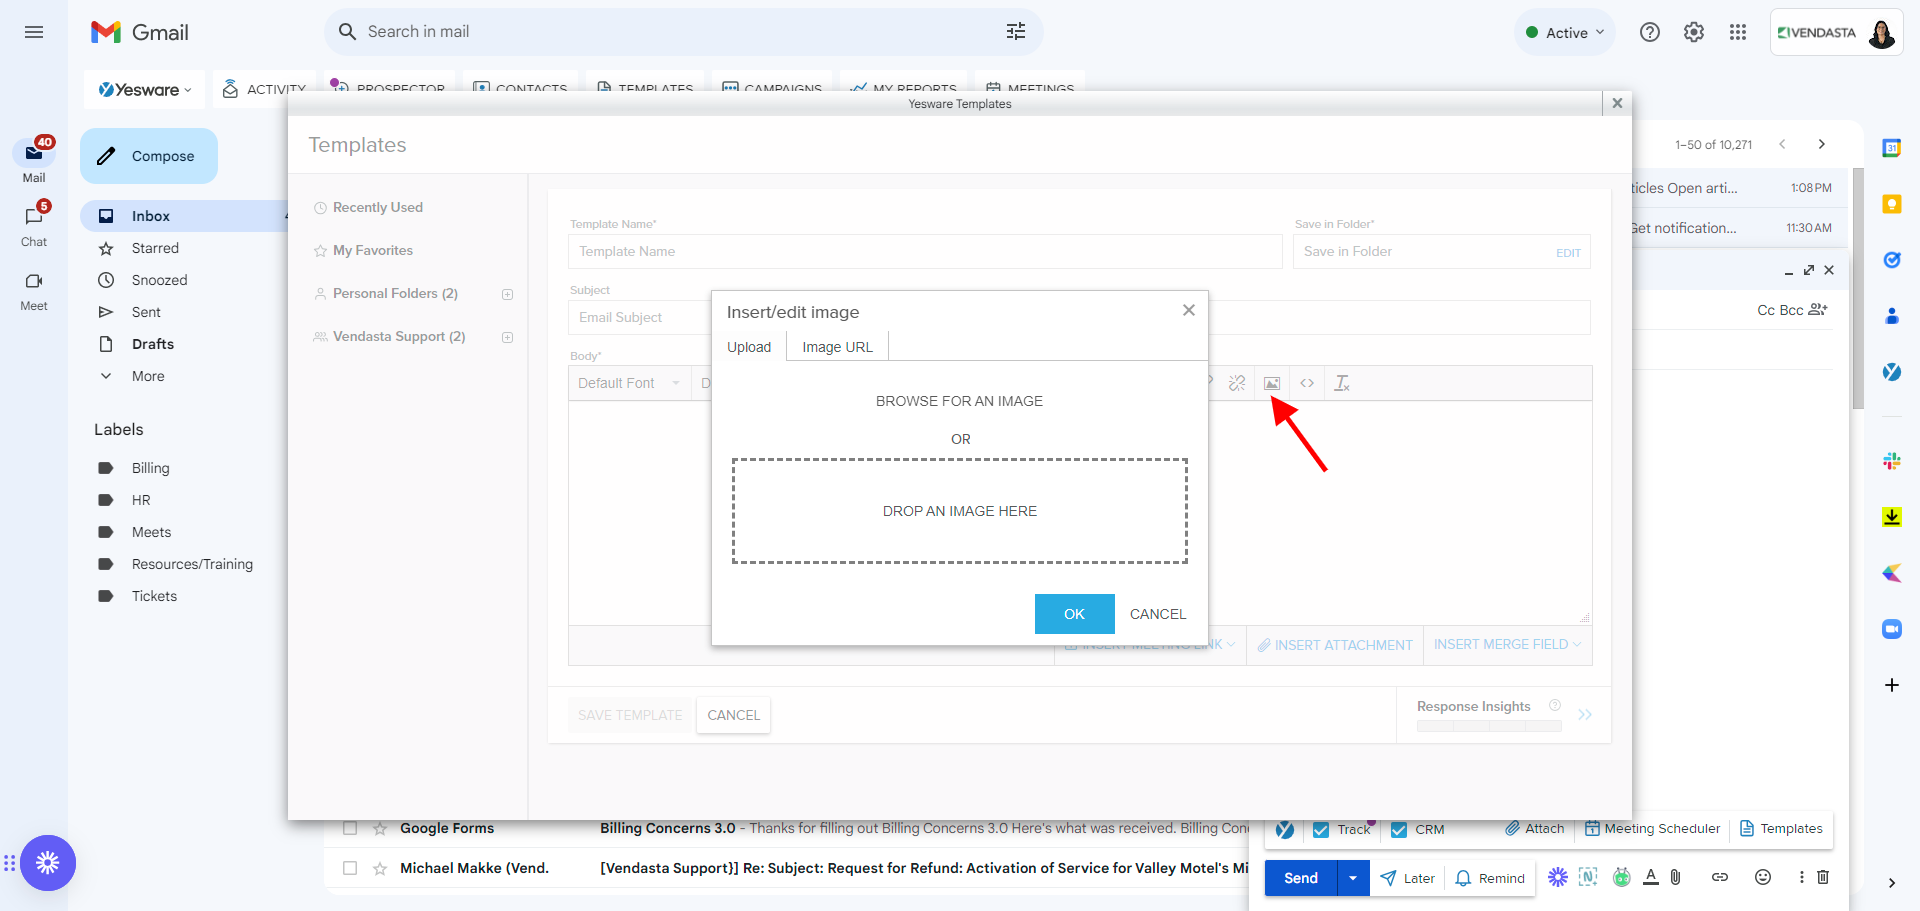 Gmail
Search in mail
Active
VENDASTA
Yesware
ACTIVITY
PROSPECTOR
CONTACTS
TEMPLATES
CAMPAIGNS
MY REPORTS
MEETINGS
Yesware Templates
40
Mail
5
Chat
Meet
Compose
Inbox
Starred
Snoozed
Sent
Drafts
More
Labels
Billing
HR
Meets
Resources/Training
Tickets
Templates
Recently Used
My Favorites
Personal Folders (2)
Vendasta Support (2)
Template Name*
Template Name
Save in Folder*
Save in Folder
EDIT
Subject
Email Subject
Body*
Default Font
D
Insert/edit image
Upload
Image URL
BROWSE FOR AN IMAGE
OR
DROP AN IMAGE HERE
OK
CANCEL
INSERT MEETING LINK
INSERT ATTACHMENT
INSERT MERGE FIELD
SAVE TEMPLATE
CANCEL
Response Insights
1–50 of 10,271
ticles Open arti...
1:08 PM
Get notification...
11:30 AM
Cc Bcc
31
Google Forms
Billing Concerns 3.0 - Thanks for filling out Billing Concerns 3.0 Here's what was received. Billing Con
Michael Makke (Vend.
[Vendasta Support}] Re: Subject: Request for Refund: Activation of Service for Valley Motel's Mi
Track
CRM
Attach
Meeting Scheduler
Templates
Send
Later
Remind